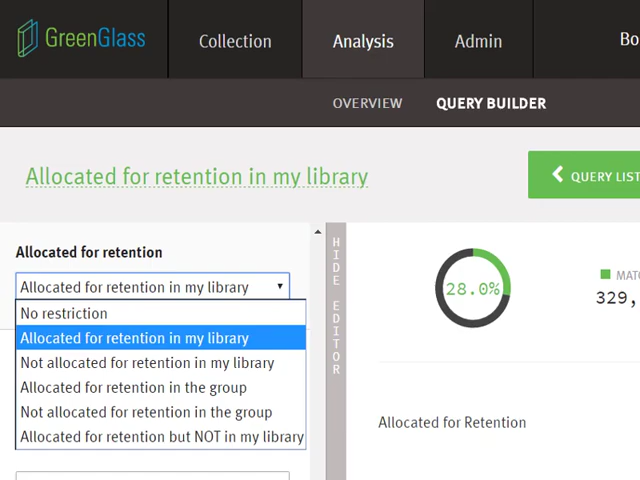 GreenGlass
Collection
Analysis
Admin
Bo
OVERVIEW
QUERY BUILDER
Allocated for retention in my library
QUERY LIST
Allocated for retention
Allocated for retention in my library
No restriction
Allocated for retention in my library
Not allocated for retention in my library
Allocated for retention in the group
Not allocated for retention in the group
Allocated for retention but NOT in my library
HIDE EDITOR
28.0%
MATC
329,
Allocated for Retention